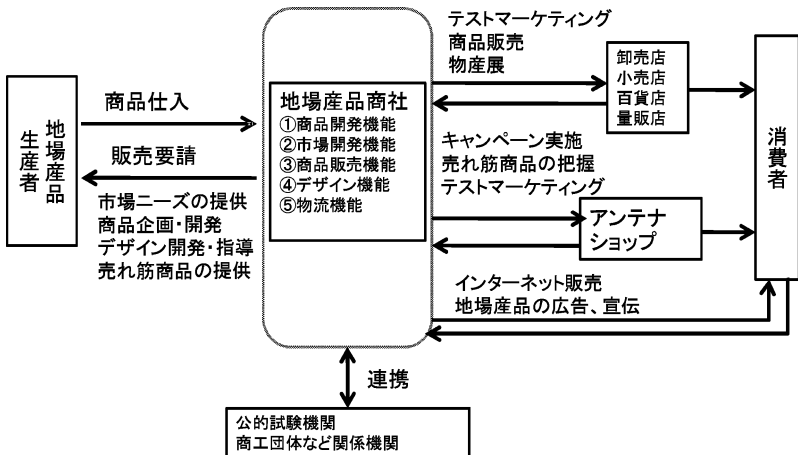 地場産品
生産者
商品仕入
販売要請
市場ニーズの提供
商品企画・開発
デザイン開発・指導
売れ筋商品の提供
地場産品商社
①商品開発機能
②市場開発機能
③商品販売機能
④デザイン機能
⑤物流機能
テストマーケティング
商品販売
物産展
卸売店
小売店
百貨店
量販店
キャンペーン実施
売れ筋商品の把握
テストマーケティング
アンテナ
ショップ
インターネット販売
地場産品の広告、宣伝
消費者
連携
公的試験機関
商工団体など関係機関